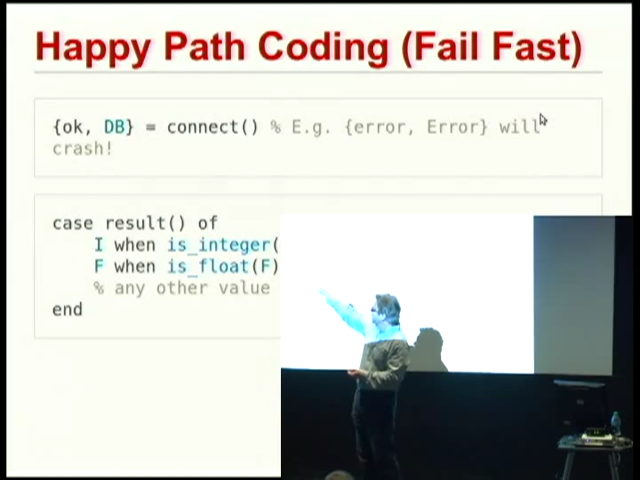 Happy Path Coding (Fail Fast)
{ok, DB} = connect() % E.g. {error, Error} will
crash!
case result() of
I when is_integer(
F when is_float(F)
% any other value
end